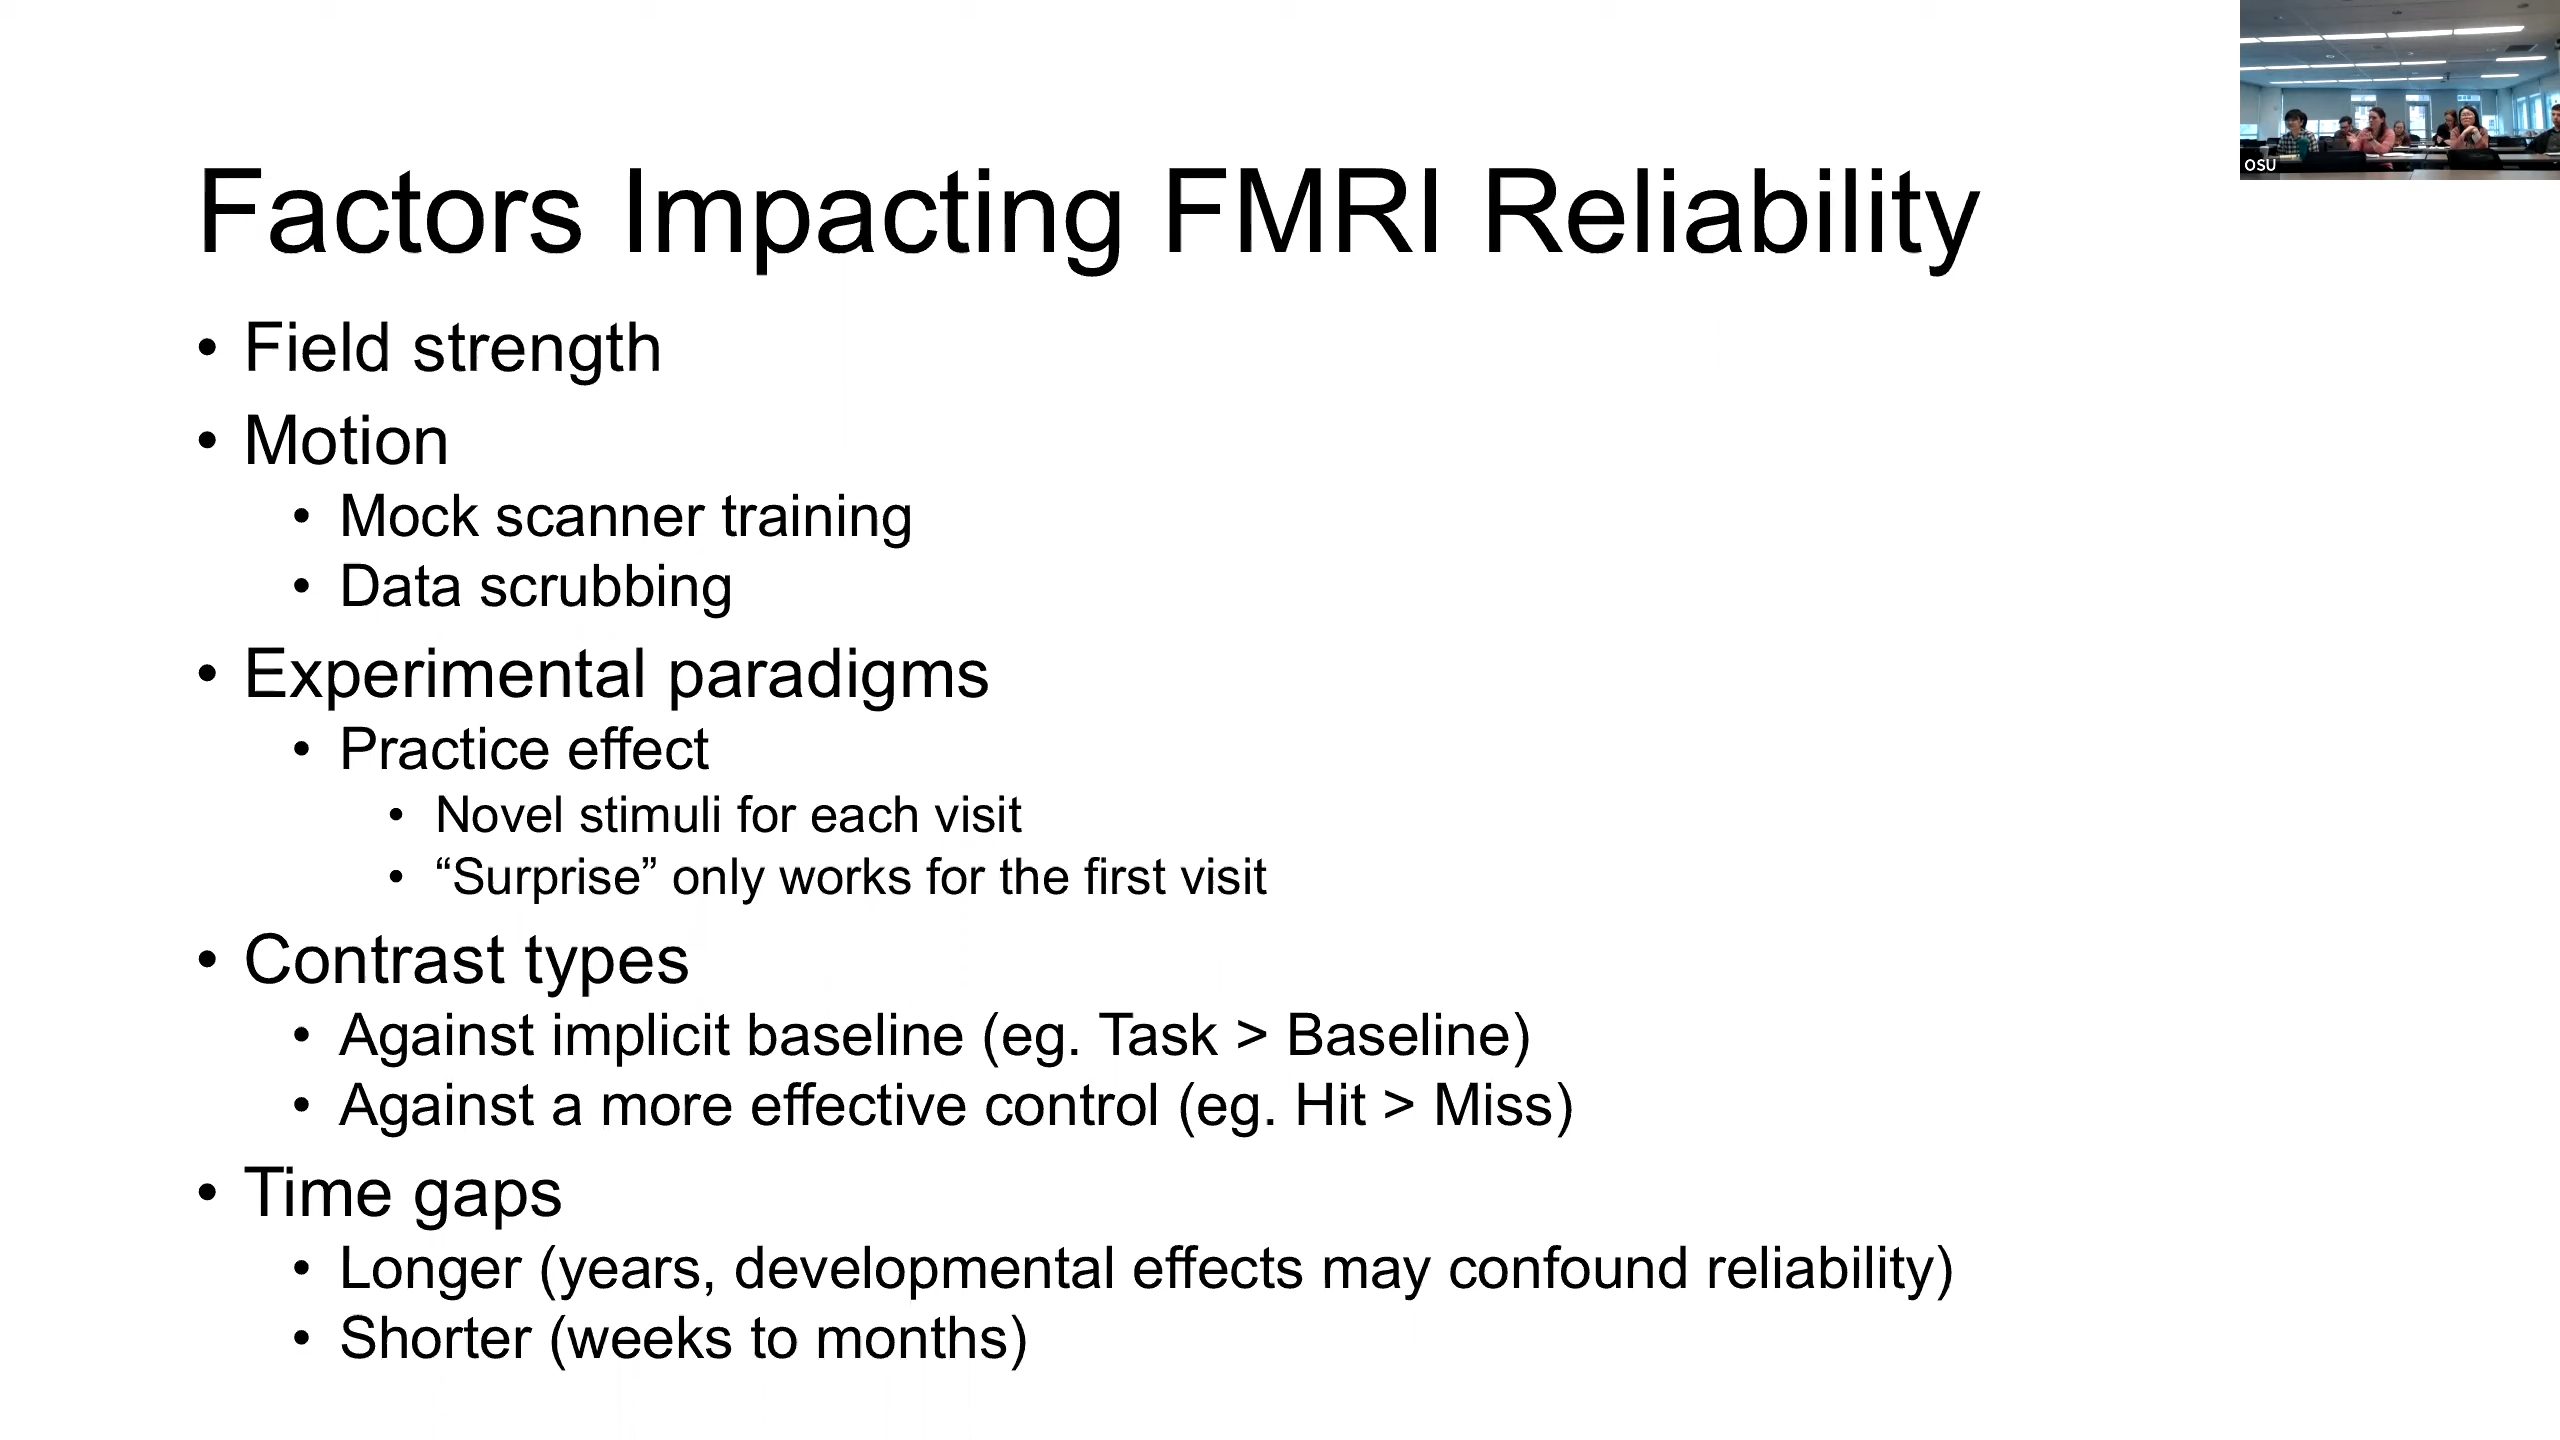 Factors Impacting FMRI Reliability
OSU
• Field strength
• Motion
• Mock scanner training
• Data scrubbing
• Experimental paradigms
• Practice effect
• Novel stimuli for each visit
• “Surprise” only works for the first visit
• Contrast types
• Against implicit baseline (eg. Task > Baseline)
• Against a more effective control (eg. Hit > Miss)
• Time gaps
• Longer (years, developmental effects may confound reliability)
• Shorter (weeks to months)